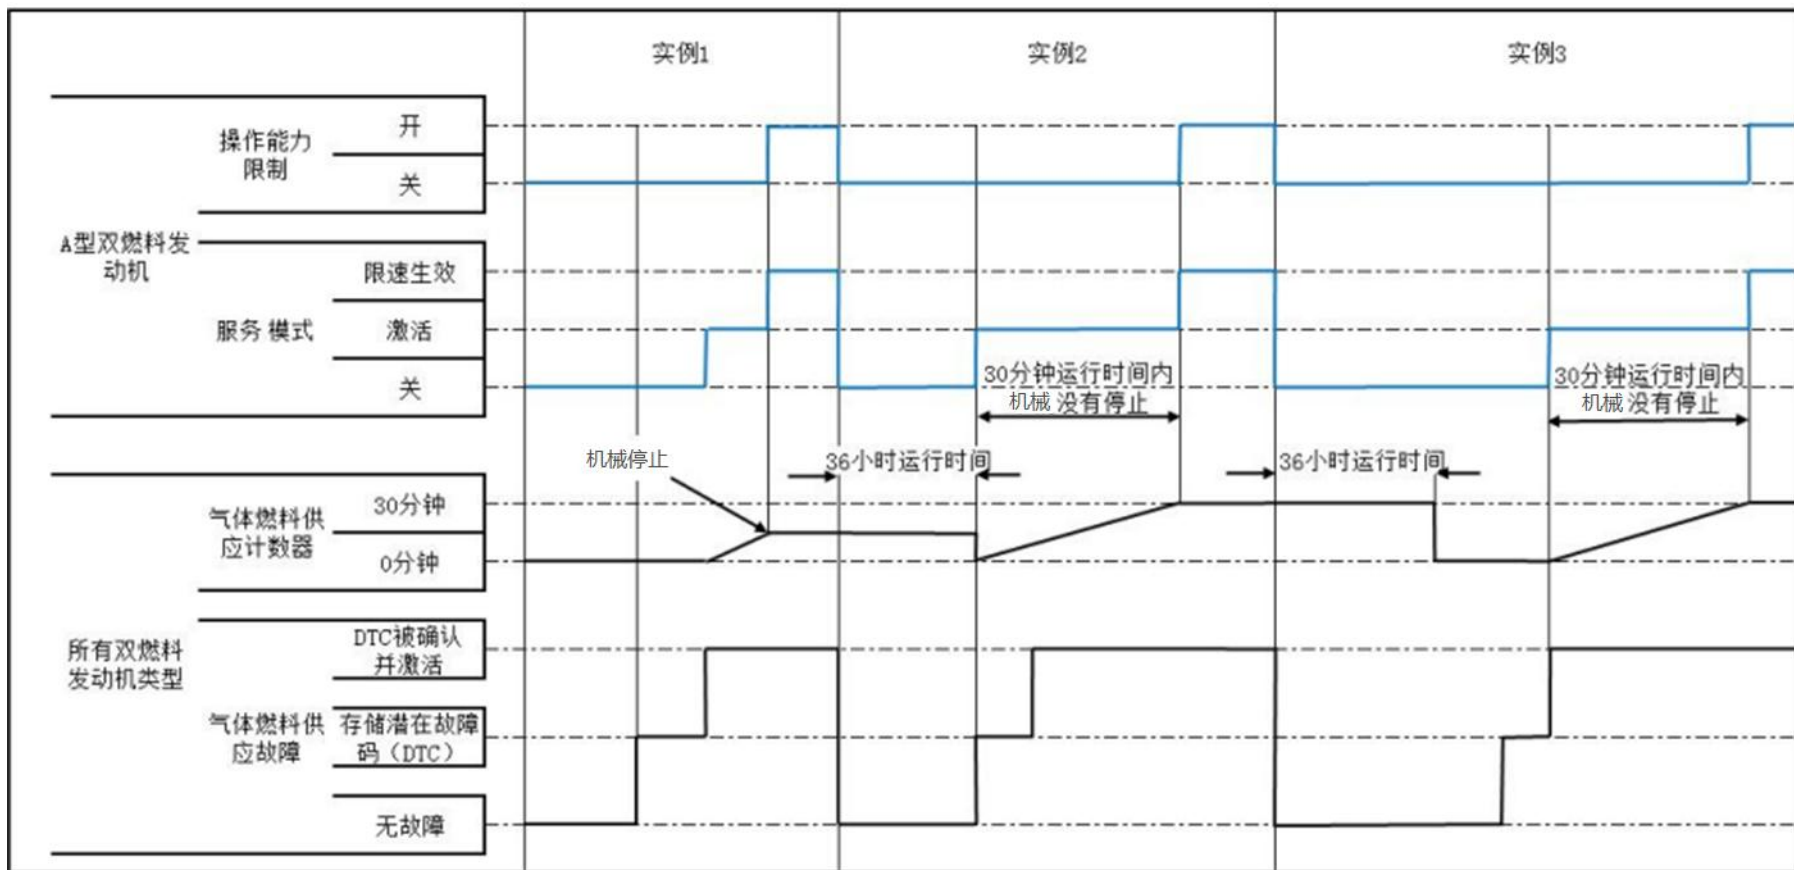 实例1
实例2
实例3
A型双燃料发
动机
操作能力
限制
开
关
服务 模式
限速生效
激活
关
30分钟运行时间内
机械 没有停止
30分钟运行时间内
机械 没有停止
机械停止
36小时运行时间
36小时运行时间
所有双燃料
发动机类型
气体燃料供
应计数器
30分钟
0分钟
气体燃料供
应故障
DTC被确认
并激活
存储潜在故障
码（DTC）
无故障